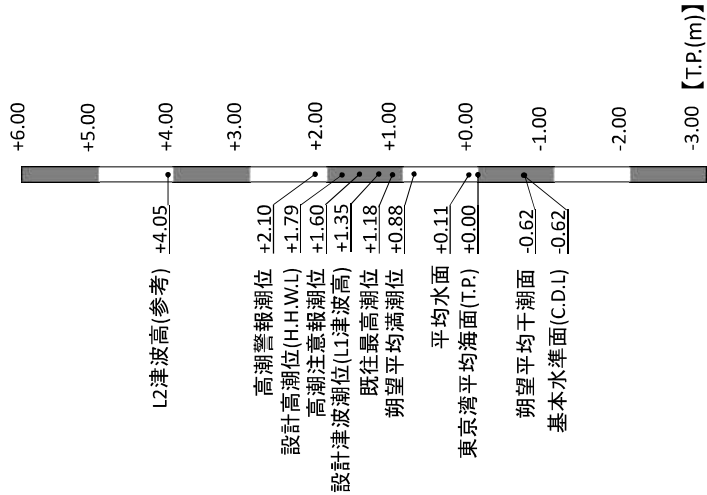 【T.P.(m)】
+6.00
+5.00
+4.00
+3.00
+2.00
+1.00
+0.00
-1.00
-2.00
-3.00
L2津波高(参考) +4.05
高潮警報潮位 +2.10
設計高潮位(H.H.W.L) +1.79
高潮注意報潮位 +1.60
設計津波潮位(L1津波高) +1.35
既往最高潮位 +1.18
朔望平均満潮位 +0.88
平均水面 +0.11
東京湾平均海面(T.P.) +0.00
朔望平均干潮面 -0.62
基本水準面(C.D.L) -0.62